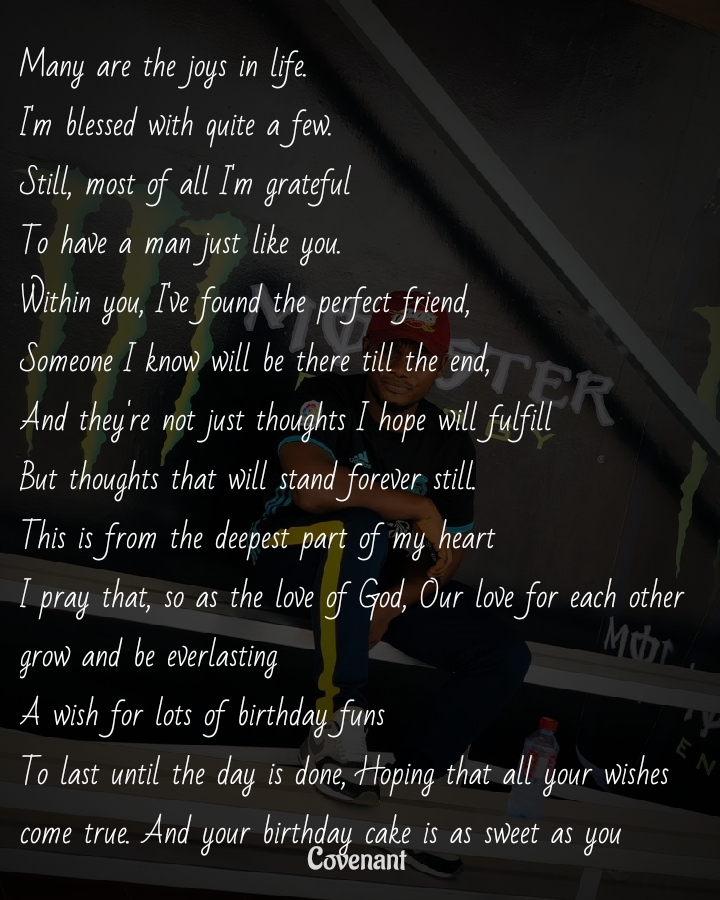 Many are the joys in life.
I'm blessed with quite a few.
Still, most of all I'm grateful
To have a man just like you.
Within you, I've found the perfect friend,
Someone I know will be there till the end,
And they're not just thoughts I hope will fulfill
But thoughts that will stand forever still.
This is from the deepest part of my heart
I pray that, so as the love of God, Our love for each other
grow and be everlasting
A wish for lots of birthday funs
To last until the day is done, Hoping that all your wishes
come true. And your birthday cake is as sweet as you
Covenant
MONSTER